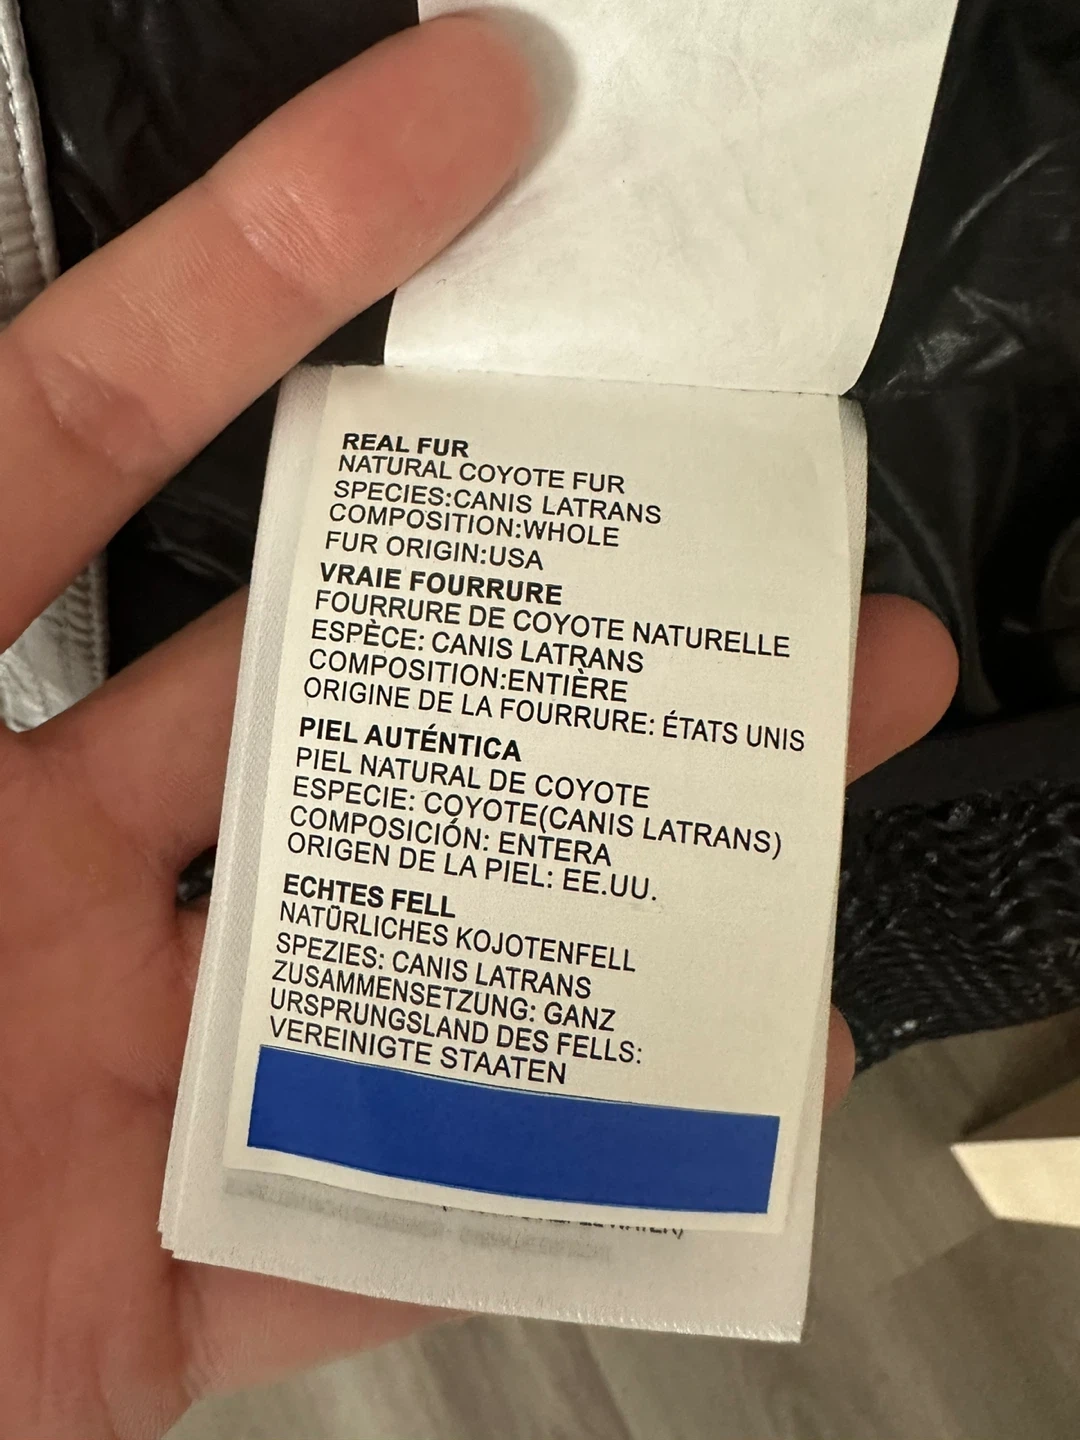 REAL FUR
NATURAL COYOTE FUR
SPECIES:CANIS LATRANS
COMPOSITION:WHOLE
FUR ORIGIN:USA
VRAIE FOURRURE
FOURRURE DE COYOTE NATURELLE
ESPÈCE: CANIS LATRANS
COMPOSITION:ENTIÈRE
ORIGINE DE LA FOURRURE: ÉTATS UNIS
PIEL AUTÉNTICA
PIEL NATURAL DE COYOTE
ESPECIE: COYOTE(CANIS LATRANS)
COMPOSICIÓN: ENTERA
ORIGEN DE LA PIEL: EE.UU.
ECHTES FELL
NATÜRLICHES KOJOTENFELL
SPEZIES: CANIS LATRANS
ZUSAMMENSETZUNG: GANZ
URSPRUNGSLAND DES FELLS:
VEREINIGTE STAATEN